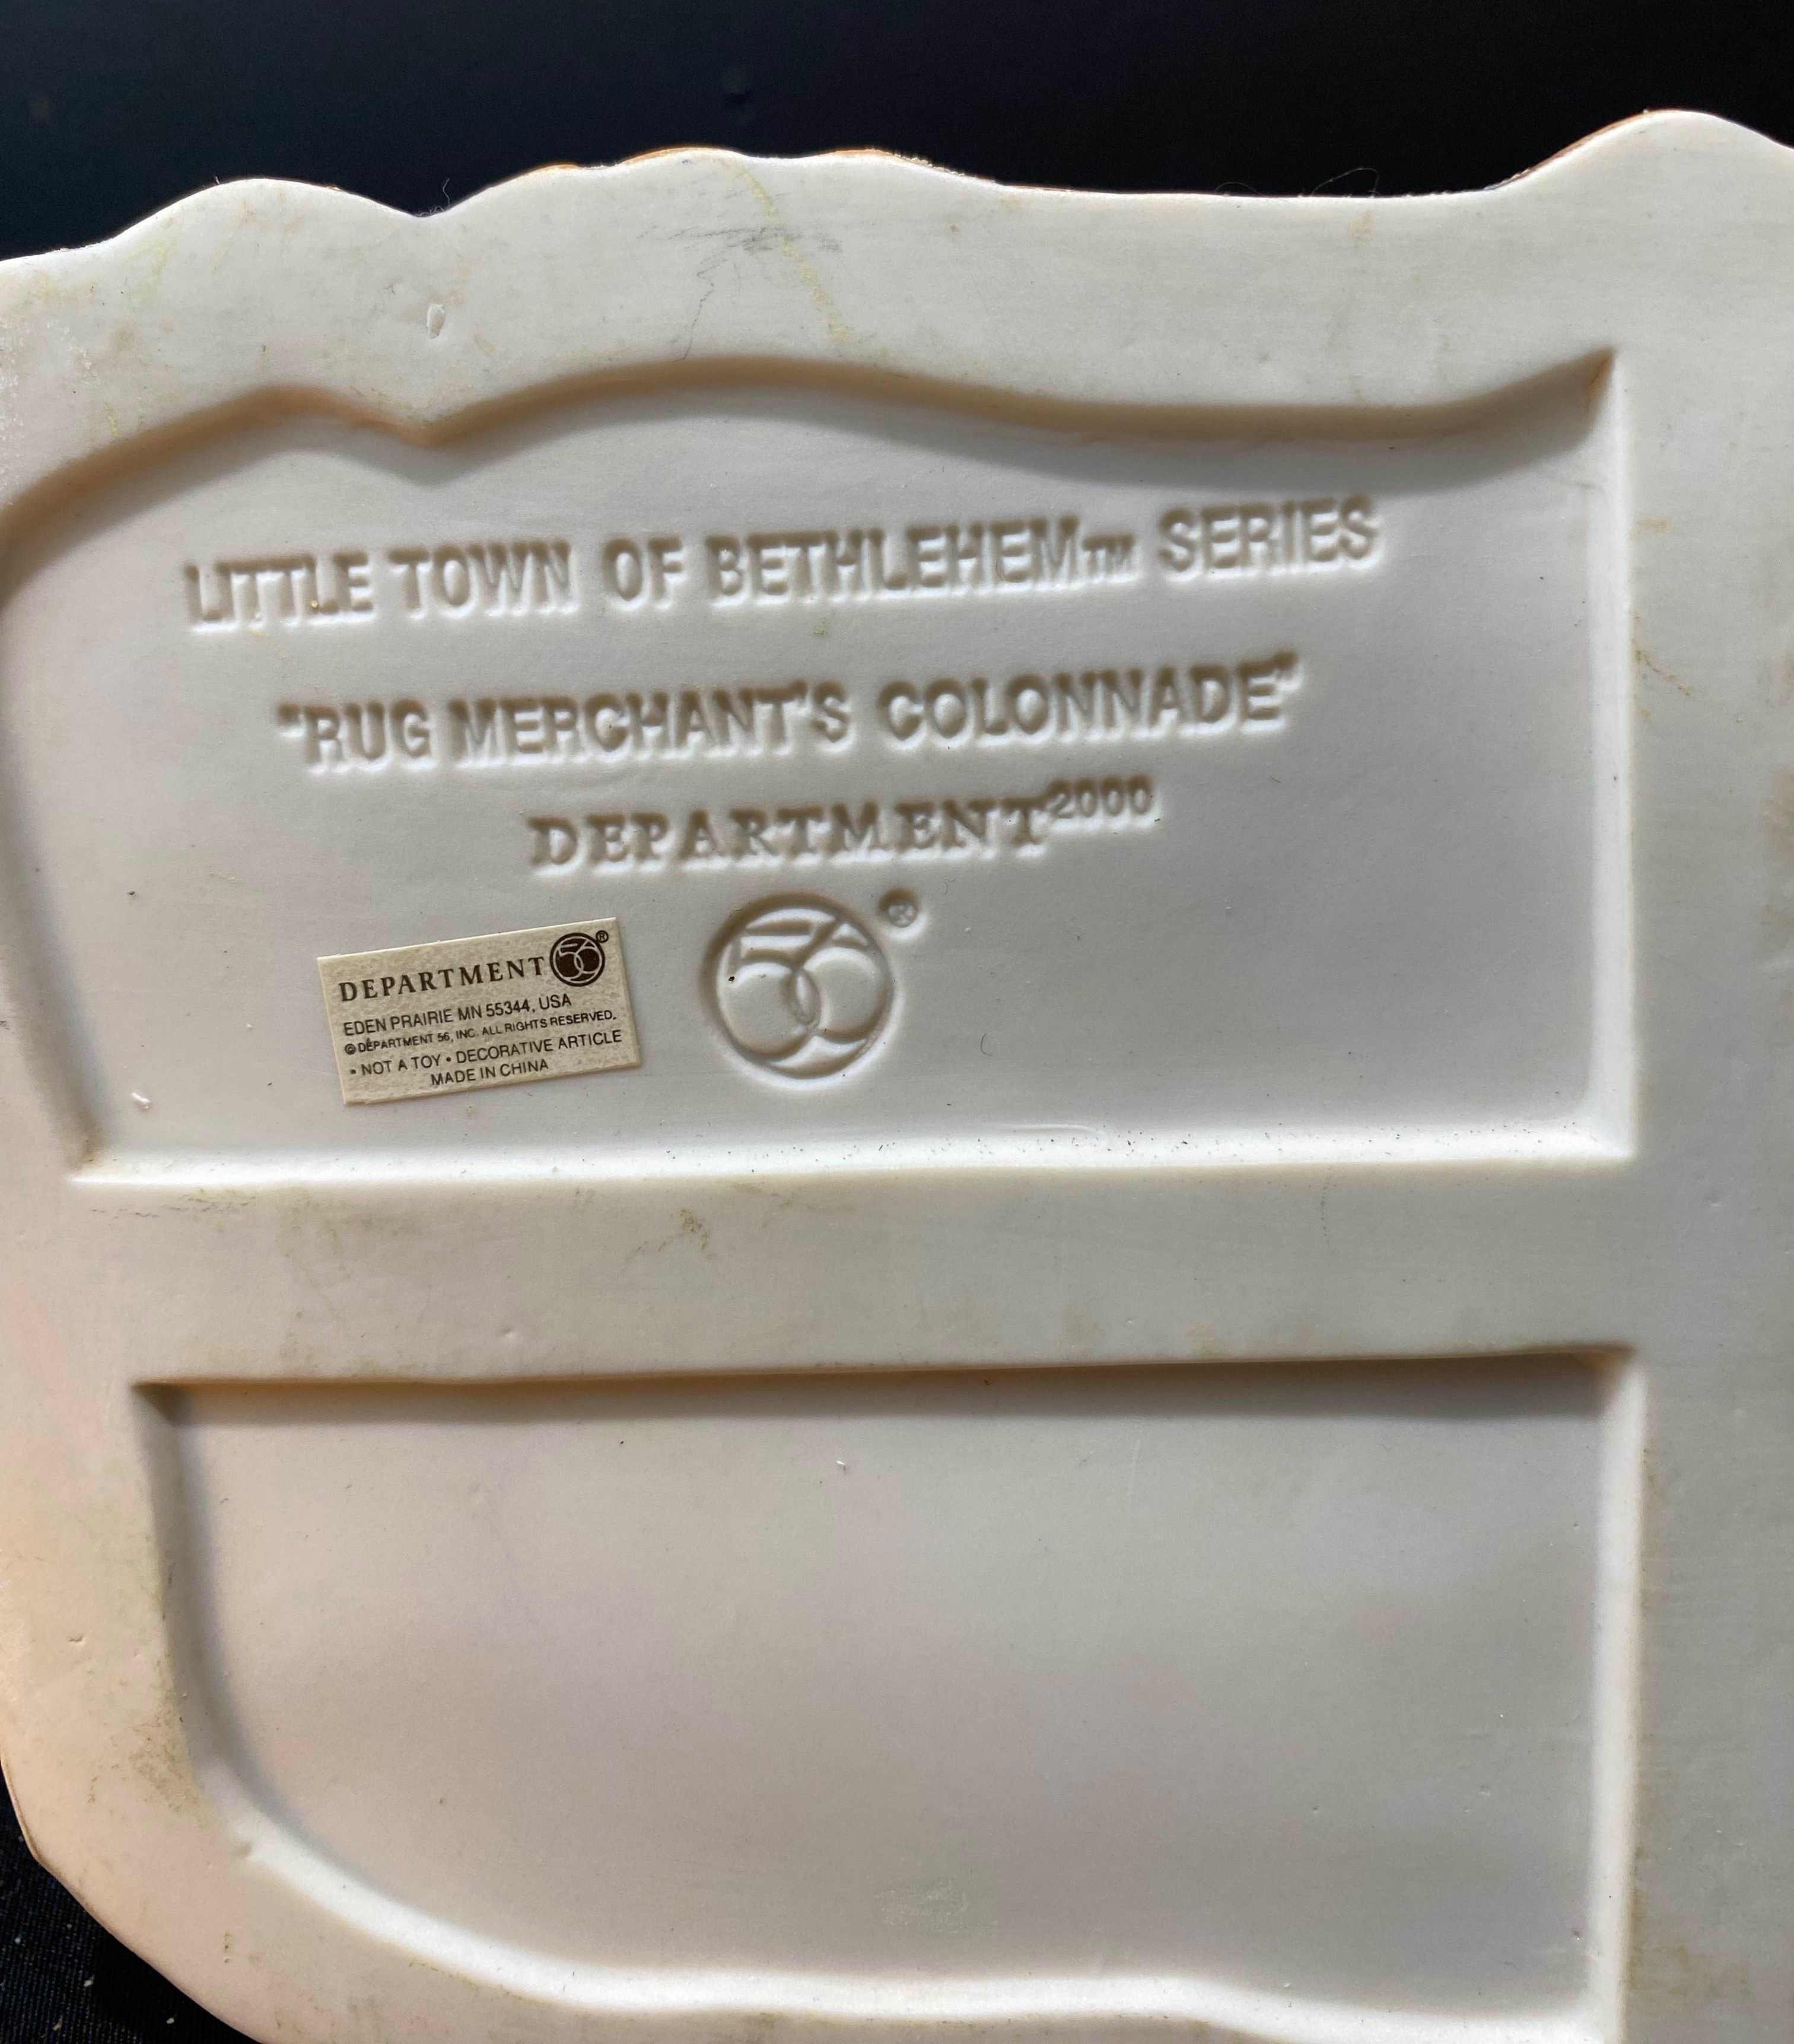 LITTLE TOWN OF BETHLEHEM™ SERIES
"RUG MERCHANT'S COLONNADE"
DEPARTMENT 2000
56®
DEPARTMENT 56®
EDEN PRAIRIE MN 55344, USA
© DEPARTMENT 56, INC. ALL RIGHTS RESERVED.
• NOT A TOY • DECORATIVE ARTICLE
MADE IN CHINA